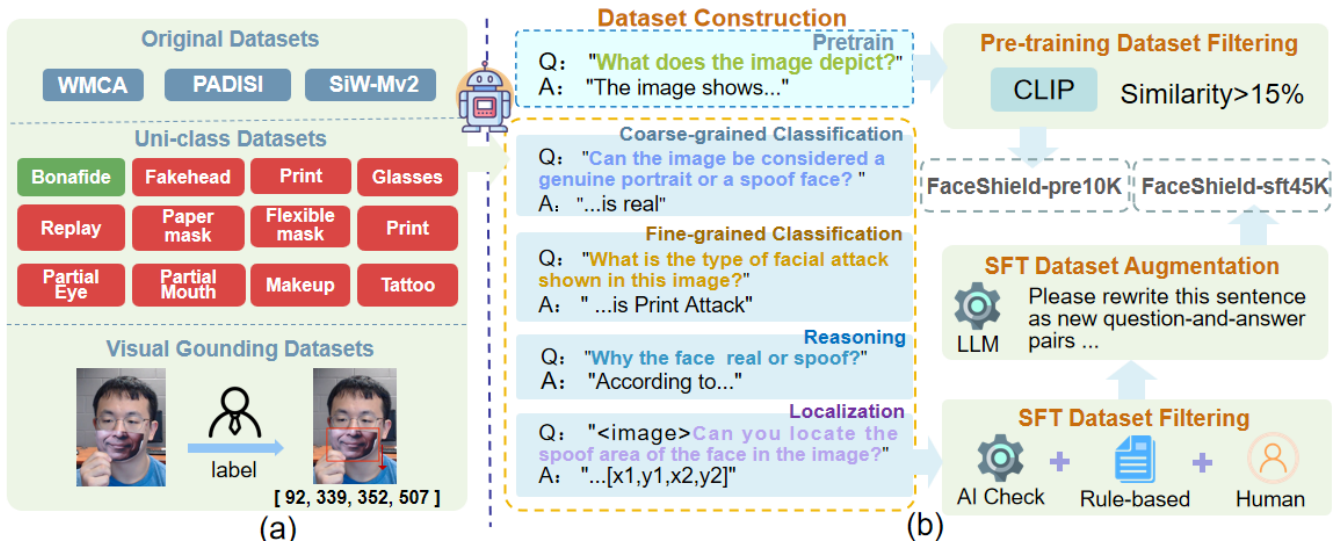 Original Datasets
WMCA
PADISI
SiW-Mv2
Uni-class Datasets
Bonafide
Fakehead
Print
Glasses
Replay
Paper
mask
Flexible
mask
Print
Partial
Eye
Partial
Mouth
Makeup
Tattoo
Visual Gounding Datasets
label
[ 92, 339, 352, 507 ]
(a)
Dataset Construction
Pretrain
Q: "What does the image depict?"
A: "The image shows..."
Coarse-grained Classification
Q: "Can the image be considered a
genuine portrait or a spoof face? "
A: "...is real"
Fine-grained Classification
Q: "What is the type of facial attack
shown in this image?"
A: " ...is Print Attack"
Reasoning
Q: "Why the face real or spoof?"
A: "According to..."
Localization
Q: "<image>Can you locate the
spoof area of the face in the image?"
A: "...[x1,y1,x2,y2]"
Pre-training Dataset Filtering
CLIP
Similarity>15%
FaceShield-pre10K
FaceShield-sft45K
SFT Dataset Augmentation
LLM
Please rewrite this sentence
as new question-and-answer
pairs ...
SFT Dataset Filtering
AI Check
+
Rule-based
+
Human
(b)